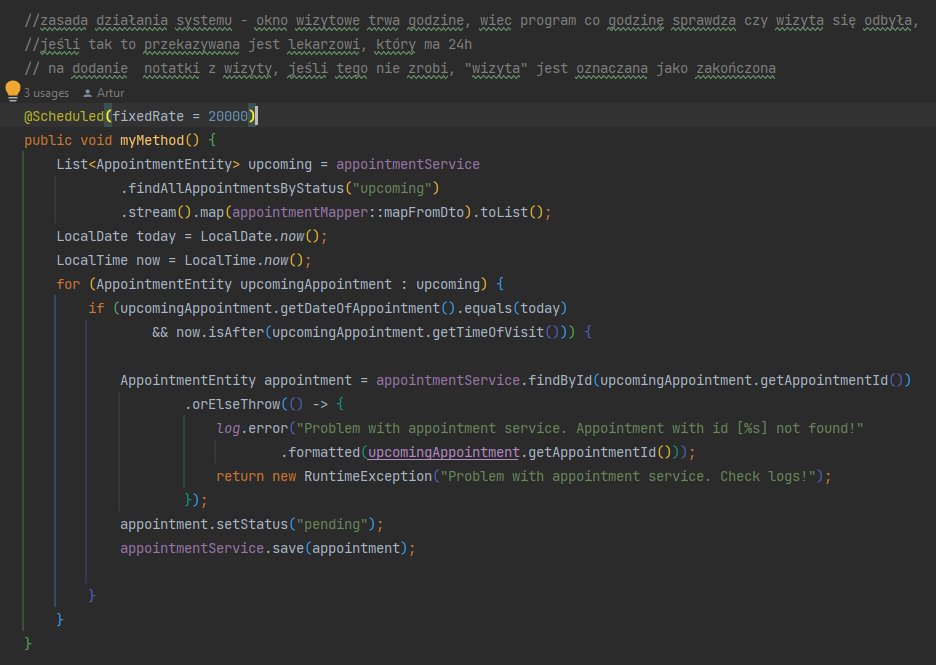 //zasada działania systemu - okno wizytowe trwa godzine, wiec program co godzinę sprawdza czy wizyta się odbyła,
//jeśli tak to przekazywana jest lekarzowi, który ma 24h
// na dodanie  notatki z wizyty, jeśli tego nie zrobi, "wizyta" jest oznaczana jako zakończona
3 usages Artur
@Scheduled(fixedRate = 20000)
public void myMethod() {
    List<AppointmentEntity> upcoming = appointmentService
            .findAllAppointmentsByStatus("upcoming")
            .stream().map(appointmentMapper::mapFromDto).toList();
    LocalDate today = LocalDate.now();
    LocalTime now = LocalTime.now();
    for (AppointmentEntity upcomingAppointment : upcoming) {
        if (upcomingAppointment.getDateOfAppointment().equals(today)
                && now.isAfter(upcomingAppointment.getTimeOfVisit())) {
            AppointmentEntity appointment = appointmentService.findById(upcomingAppointment.getAppointmentId())
                    .orElseThrow(() -> {
                        log.error("Problem with appointment service. Appointment with id [%s] not found!"
                                .formatted(upcomingAppointment.getAppointmentId()));
                        return new RuntimeException("Problem with appointment service. Check logs!");
                    });
            appointment.setStatus("pending");
            appointmentService.save(appointment);
        }
    }
}